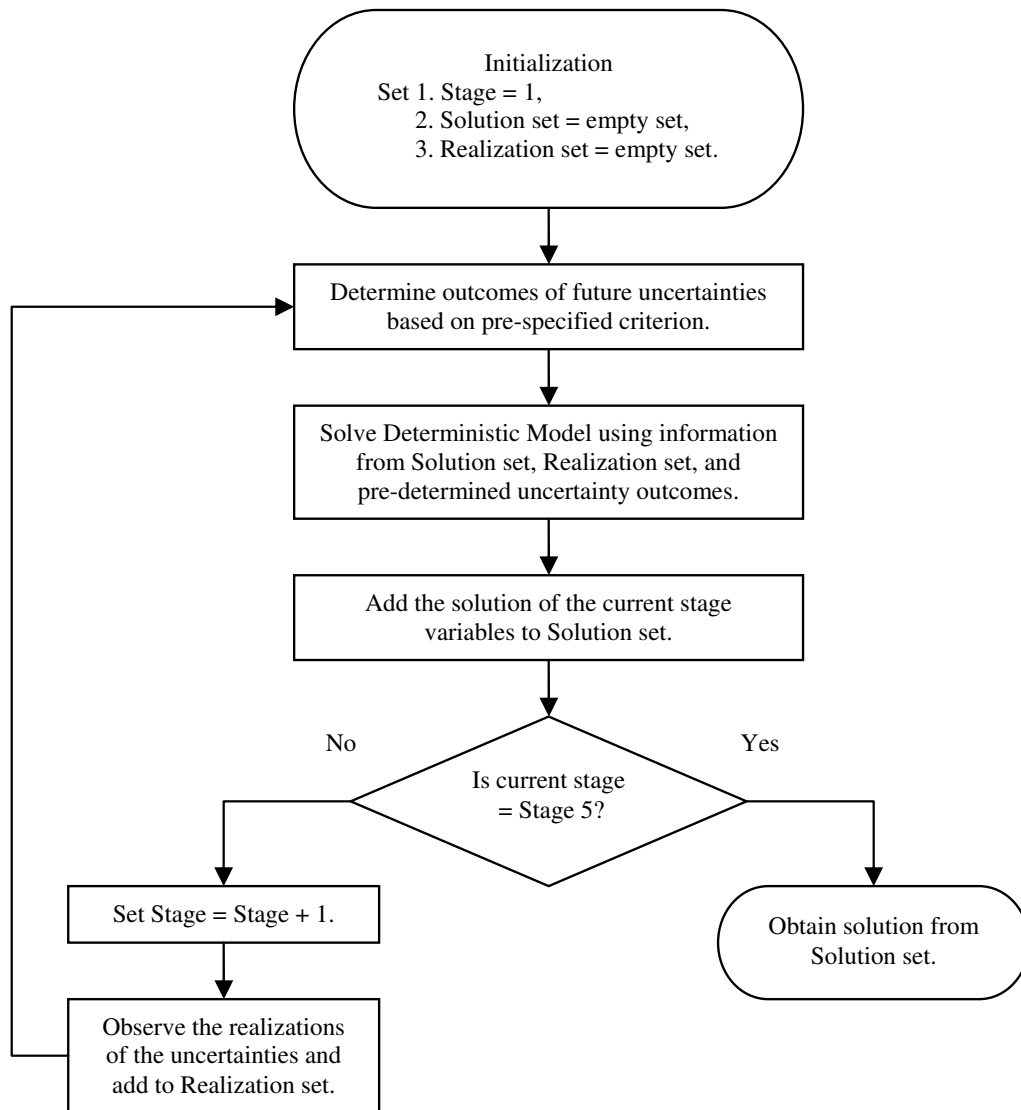 Initialization
Set 1. Stage = 1,
2. Solution set = empty set,
3. Realization set = empty set.
Determine outcomes of future uncertainties
based on pre-specified criterion.
Solve Deterministic Model using information
from Solution set, Realization set, and
pre-determined uncertainty outcomes.
Add the solution of the current stage
variables to Solution set.
No
Yes
Is current stage
= Stage 5?
Set Stage = Stage + 1.
Obtain solution from
Solution set.
Observe the realizations
of the uncertainties and
add to Realization set.